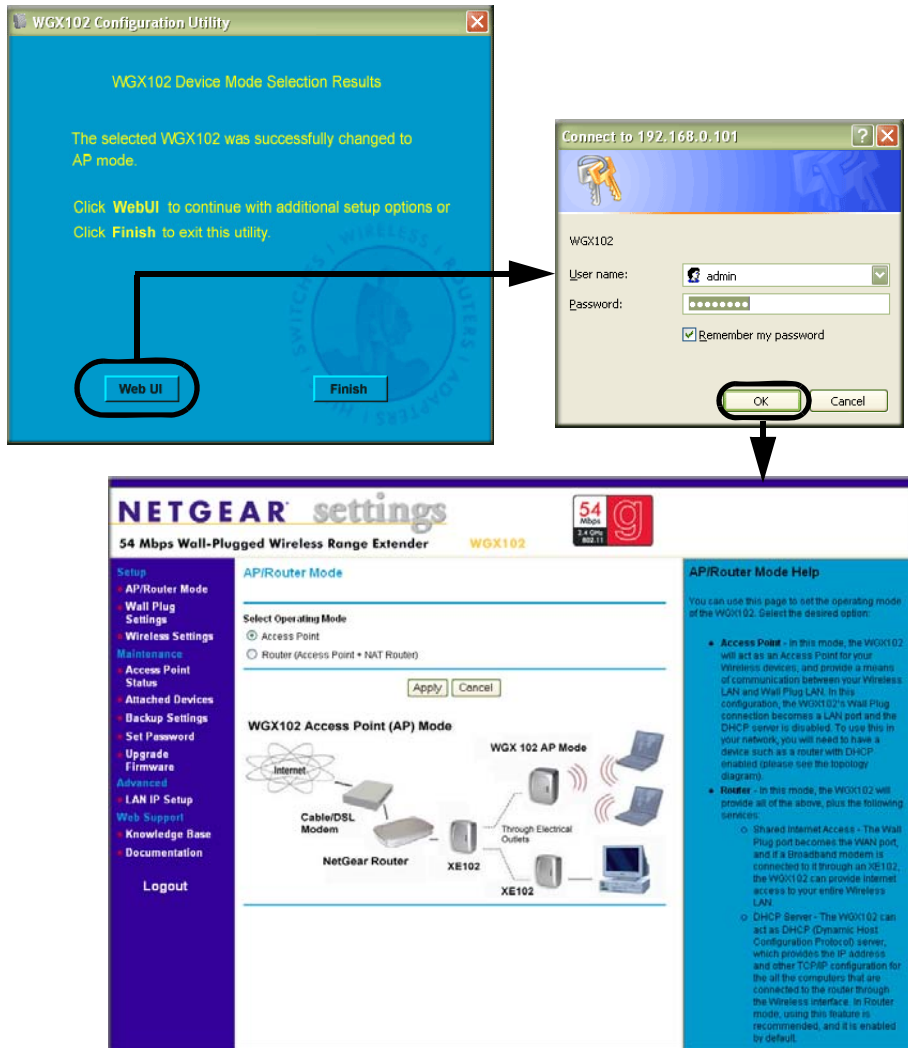 WGX102 Configuration Utility
WGX102 Device Mode Selection Results
The selected WGX102 was successfully changed to
AP mode.
Click WebUI to continue with additional setup options or
Click Finish to exit this utility.
WIRELESS | ROUTERS | ADAPTERS | HUBS | SWITCHES |
Web UI
Finish
Connect to 192.168.0.101
WGX102
User name:
admin
Password:
Remember my password
OK
Cancel
NETGEAR settings
54 Mbps Wall-Plugged Wireless Range Extender
WGX102
54
Mbps
2.4 GHz
802.11
g
Setup
AP/Router Mode
Wall Plug
Settings
Wireless Settings
Maintenance
Access Point
Status
Attached Devices
Backup Settings
Set Password
Upgrade
Firmware
Advanced
LAN IP Setup
Web Support
Knowledge Base
Documentation
Logout
AP/Router Mode
Select Operating Mode
Access Point
Router (Access Point + NAT Router)
Apply
Cancel
WGX102 Access Point (AP) Mode
Internet
Cable/DSL
Modem
NetGear Router
XE102
WGX 102 AP Mode
Through Electrical
Outlets
XE102
AP/Router Mode Help
You can use this page to set the operating mode
of the WGX102. Select the desired option:
Access Point - In this mode, the WGX102
will act as an Access Point for your
Wireless devices, and provide a means
of communication between your Wireless
LAN and Wall Plug LAN. In this
configuration, the WGX102's Wall Plug
connection becomes a LAN port and the
DHCP server is disabled. To use this in
your network, you will need to have a
device such as a router with DHCP
enabled (please see the topology
diagram).
Router - In this mode, the WGX102 will
provide all of the above, plus the following
services:
Shared Internet Access - The Wall
Plug port becomes the WAN port,
and if a Broadband modem is
connected to it through an XE102,
the WGX102 can provide internet
access to your entire Wireless
LAN.
DHCP Server - The WGX102 can
act as DHCP (Dynamic Host
Configuration Protocol) server,
which provides the IP address
and other TCP/IP configuration for
the all the computers that are
connected to the router through
the Wireless interface. In Router
mode, using this feature is
recommended, and it is enabled
by default.